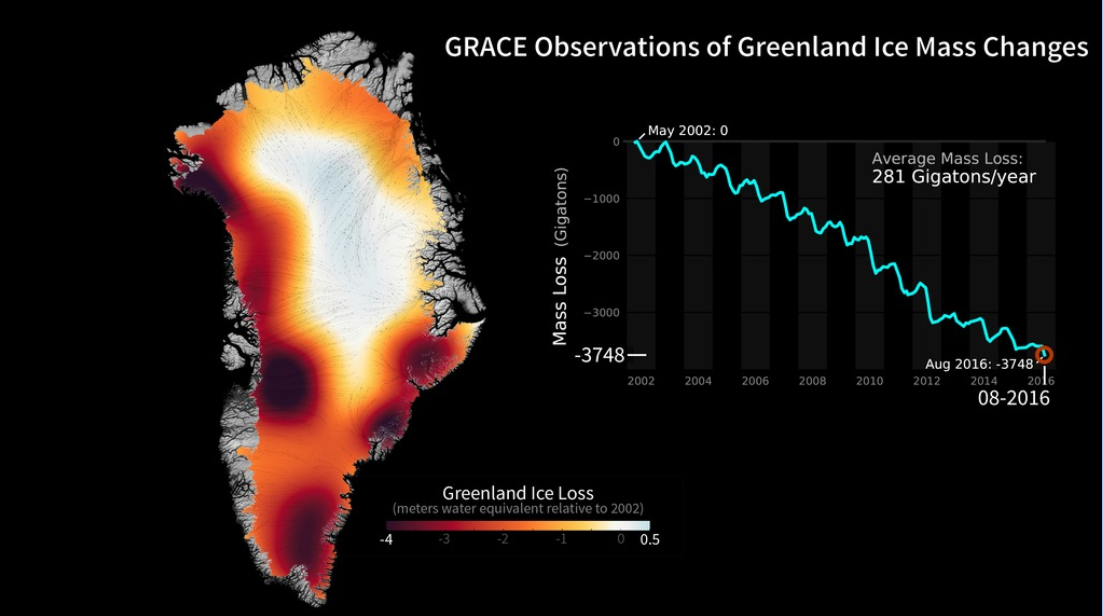 GRACE Observations of Greenland Ice Mass Changes
May 2002: 0
Average Mass Loss:
281 Gigatons/year
Mass Loss (Gigatons)
0
−1000
−2000
−3000
-3748
Aug 2016: -3748
2002 2004 2006 2008 2010 2012 2014 2016
08-2016
Greenland Ice Loss
(meters water equivalent relative to 2002)
-4 -3 -2 -1 0 0.5